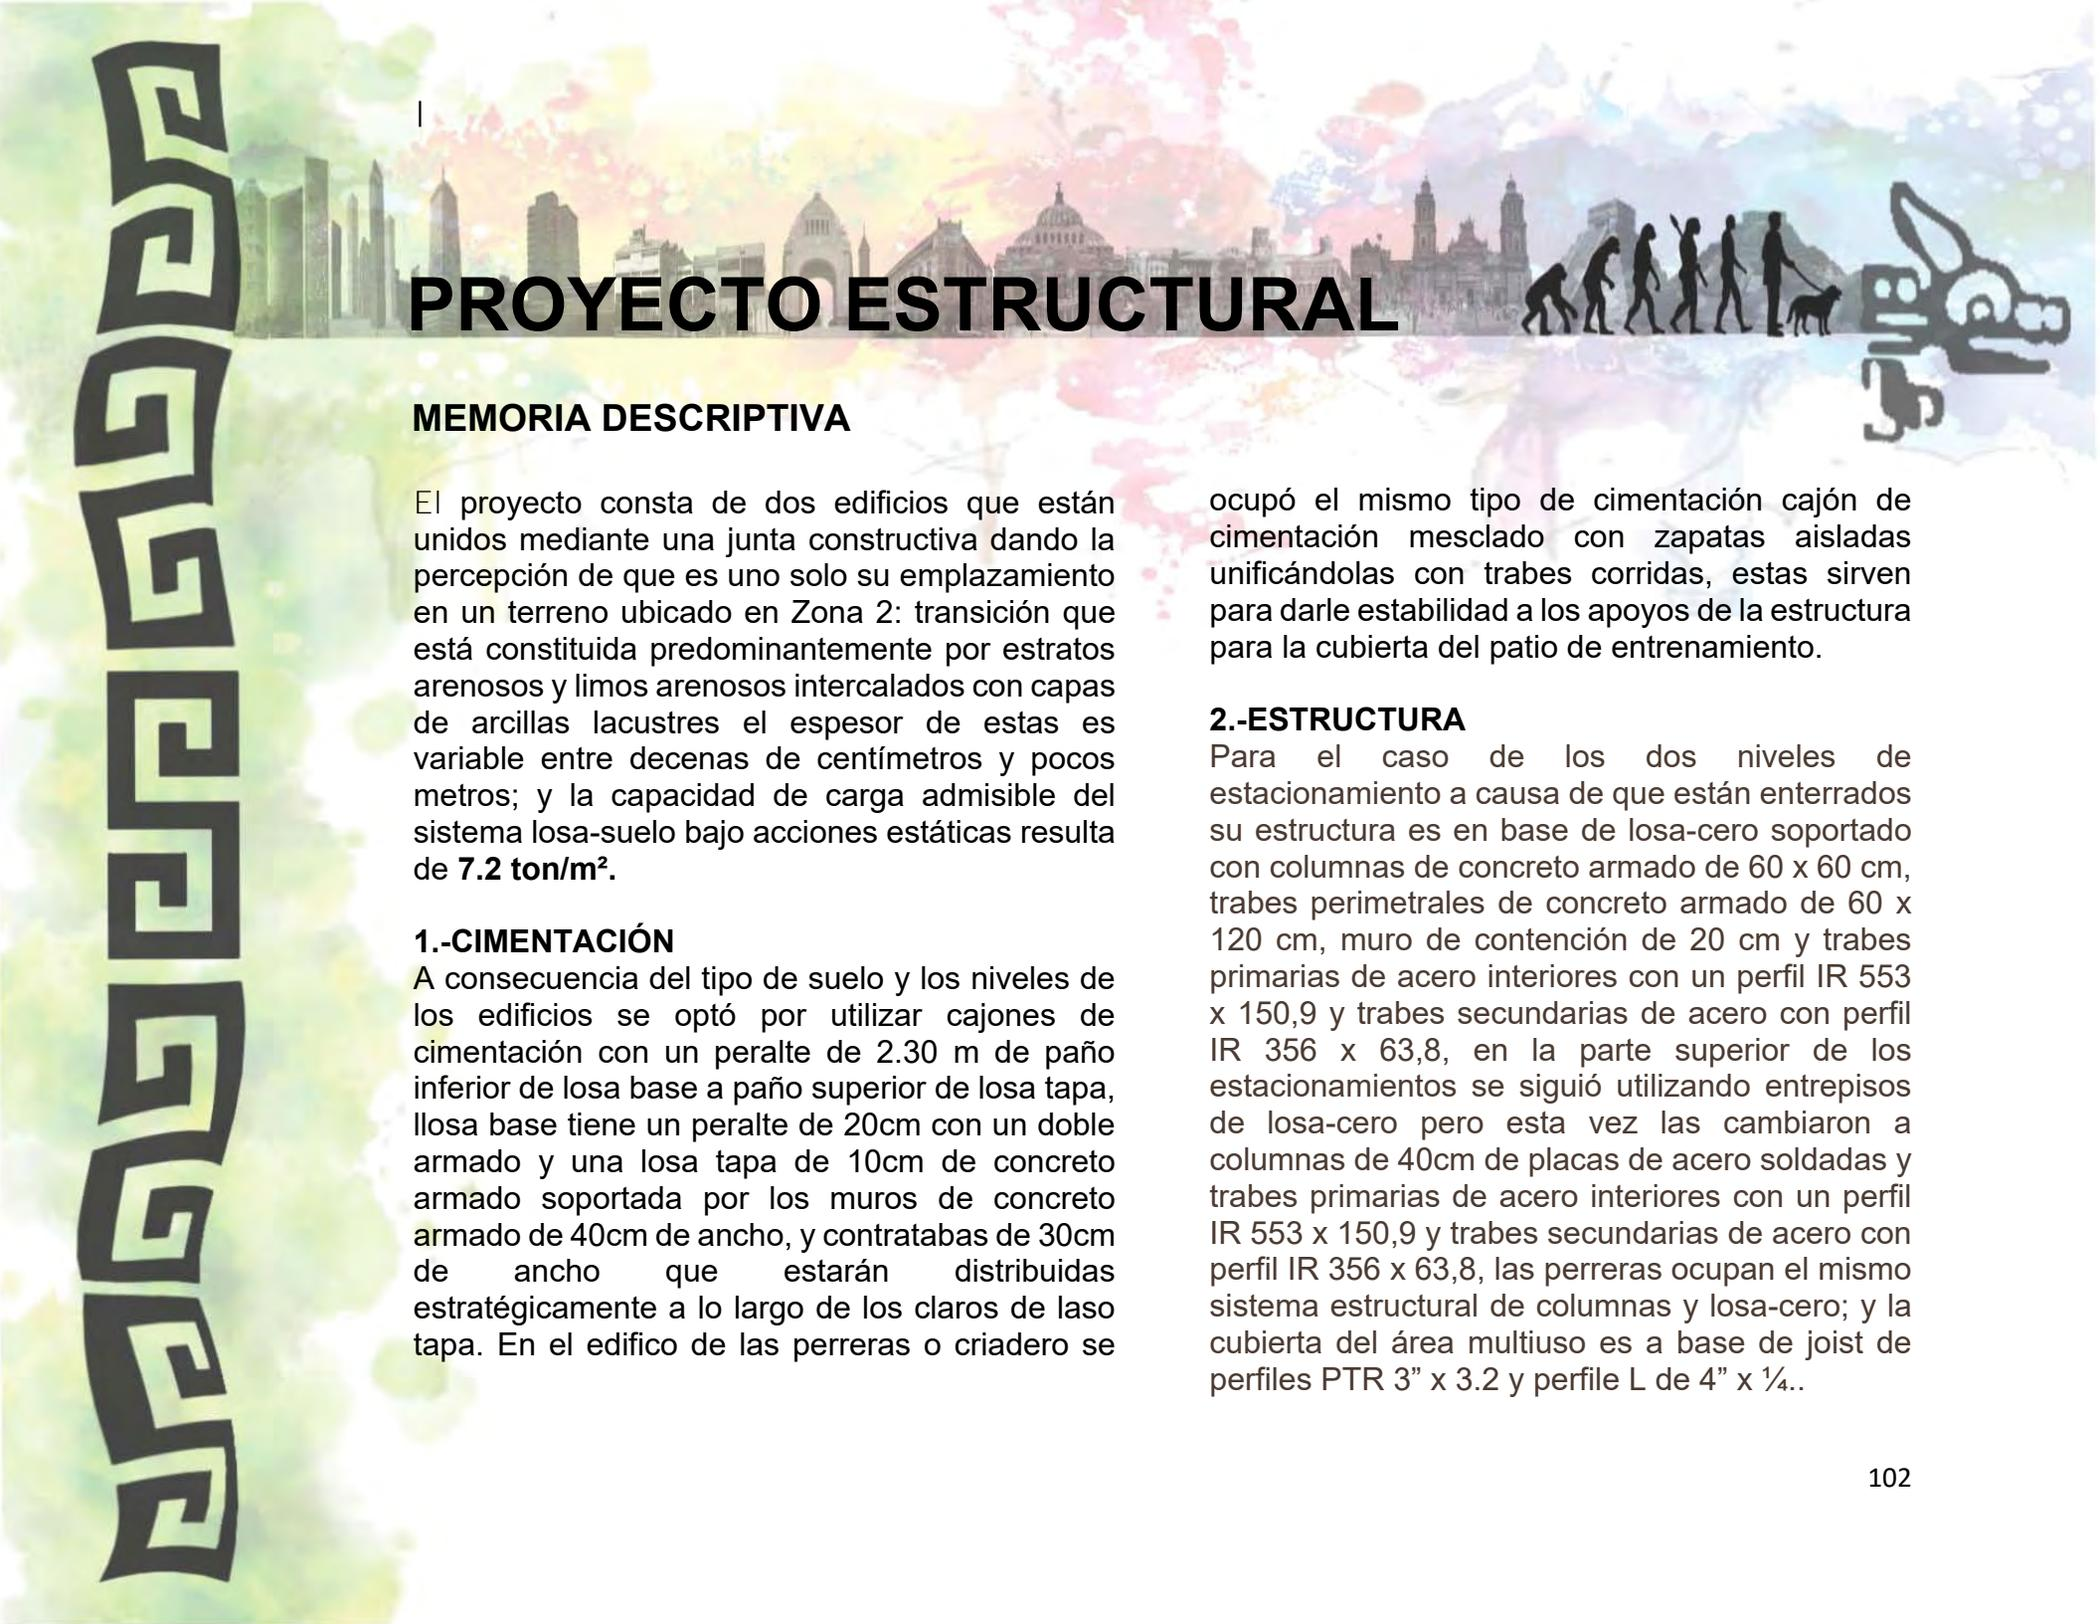 |
PROYECTO ESTRUCTURAL
MEMORIA DESCRIPTIVA
El proyecto consta de dos edificios que están
unidos mediante una junta constructiva dando la
percepción de que es uno solo su emplazamiento
en un terreno ubicado en Zona 2: transición que
está constituida predominantemente por estratos
arenosos y limos arenosos intercalados con capas
de arcillas lacustres el espesor de estas es
variable entre decenas de centímetros y pocos
metros; y la capacidad de carga admisible del
sistema losa-suelo bajo acciones estáticas resulta
de 7.2 ton/m².
1.-CIMENTACIÓN
A consecuencia del tipo de suelo y los niveles de
los edificios se optó por utilizar cajones de
cimentación con un peralte de 2.30 m de paño
inferior de losa base a paño superior de losa tapa,
llosa base tiene un peralte de 20cm con un doble
armado y una losa tapa de 10cm de concreto
armado soportada por los muros de concreto
armado de 40cm de ancho, y contratabas de 30cm
de ancho que estarán distribuidas
estratégicamente a lo largo de los claros de laso
tapa. En el edifico de las perreras o criadero se
ocupó el mismo tipo de cimentación cajón de
cimentación mesclado con zapatas aisladas
unificándolas con trabes corridas, estas sirven
para darle estabilidad a los apoyos de la estructura
para la cubierta del patio de entrenamiento.
2.-ESTRUCTURA
Para el caso de los dos niveles de
estacionamiento a causa de que están enterrados
su estructura es en base de losa-cero soportado
con columnas de concreto armado de 60 x 60 cm,
trabes perimetrales de concreto armado de 60 x
120 cm, muro de contención de 20 cm y trabes
primarias de acero interiores con un perfil IR 553
x 150,9 y trabes secundarias de acero con perfil
IR 356 x 63,8, en la parte superior de los
estacionamientos se siguió utilizando entrepisos
de losa-cero pero esta vez las cambiaron a
columnas de 40cm de placas de acero soldadas y
trabes primarias de acero interiores con un perfil
IR 553 x 150,9 y trabes secundarias de acero con
perfil IR 356 x 63,8, las perreras ocupan el mismo
sistema estructural de columnas y losa-cero; y la
cubierta del área multiuso es a base de joist de
perfiles PTR 3” x 3.2 y perfile L de 4” x ¼..
102